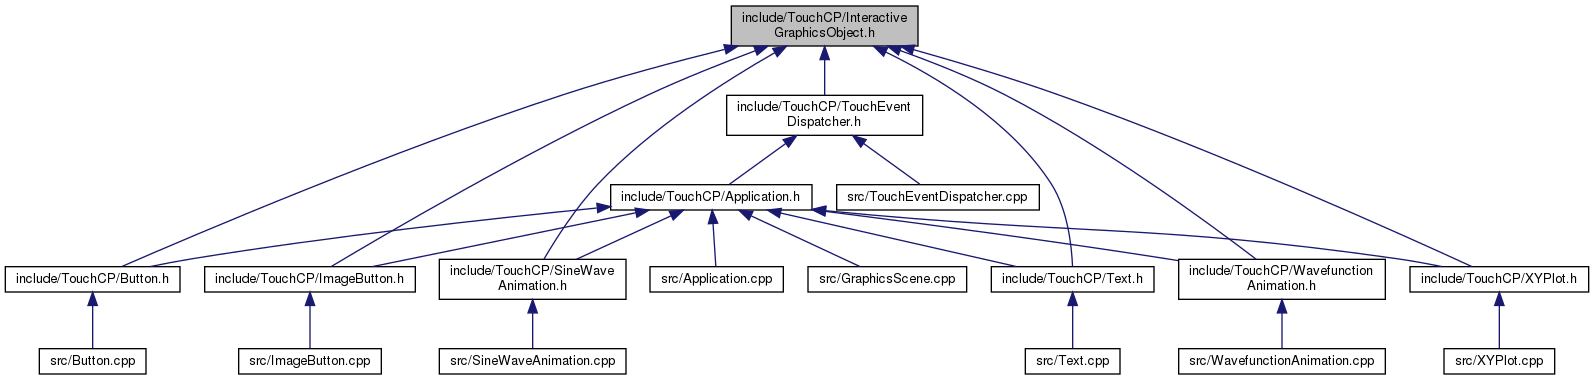 include/TouchCP/Interactive
GraphicsObject.h
include/TouchCP/TouchEvent
Dispatcher.h
include/TouchCP/Application.h
src/TouchEventDispatcher.cpp
include/TouchCP/Button.h
include/TouchCP/ImageButton.h
include/TouchCP/SineWave
Animation.h
src/Application.cpp
src/GraphicsScene.cpp
include/TouchCP/Text.h
include/TouchCP/Wavefunction
Animation.h
include/TouchCP/XYPlot.h
src/Button.cpp
src/ImageButton.cpp
src/SineWaveAnimation.cpp
src/Text.cpp
src/WavefunctionAnimation.cpp
src/XYPlot.cpp